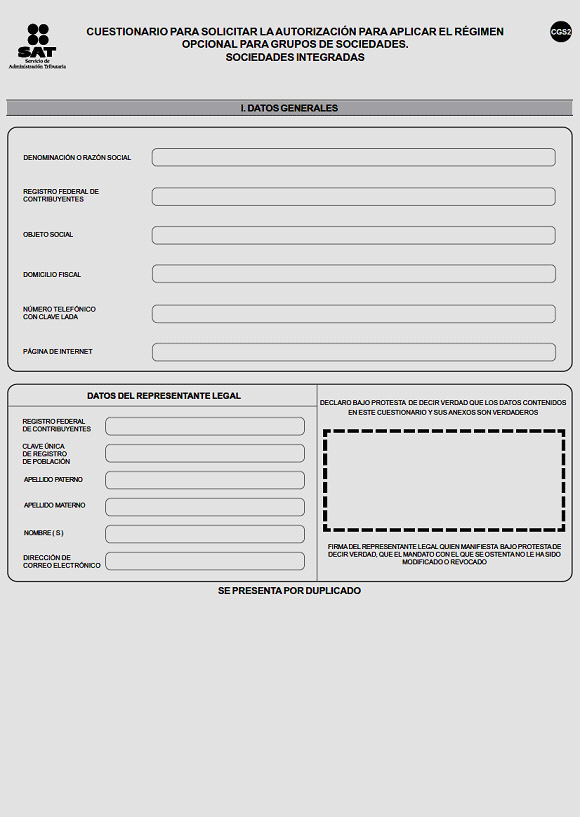 SAT
Servicio de
Administración Tributaria
CUESTIONARIO PARA SOLICITAR LA AUTORIZACIÓN PARA APLICAR EL RÉGIMEN
OPCIONAL PARA GRUPOS DE SOCIEDADES.
SOCIEDADES INTEGRADAS
CGS2
I. DATOS GENERALES
DENOMINACIÓN O RAZÓN SOCIAL
REGISTRO FEDERAL DE
CONTRIBUYENTES
OBJETO SOCIAL
DOMICILIO FISCAL
NÚMERO TELEFÓNICO
CON CLAVE LADA
PÁGINA DE INTERNET
DATOS DEL REPRESENTANTE LEGAL
REGISTRO FEDERAL
DE CONTRIBUYENTES
CLAVE ÚNICA
DE REGISTRO
DE POBLACIÓN
APELLIDO PATERNO
APELLIDO MATERNO
NOMBRE ( S )
DIRECCIÓN DE
CORREO ELECTRÓNICO
DECLARO BAJO PROTESTA DE DECIR VERDAD QUE LOS DATOS CONTENIDOS
EN ESTE CUESTIONARIO Y SUS ANEXOS SON VERDADEROS
FIRMA DEL REPRESENTANTE LEGAL QUIEN MANIFIESTA BAJO PROTESTA DE
DECIR VERDAD, QUE EL MANDATO CON EL QUE SE OSTENTA NO LE HA SIDO
MODIFICADO O REVOCADO
SE PRESENTA POR DUPLICADO